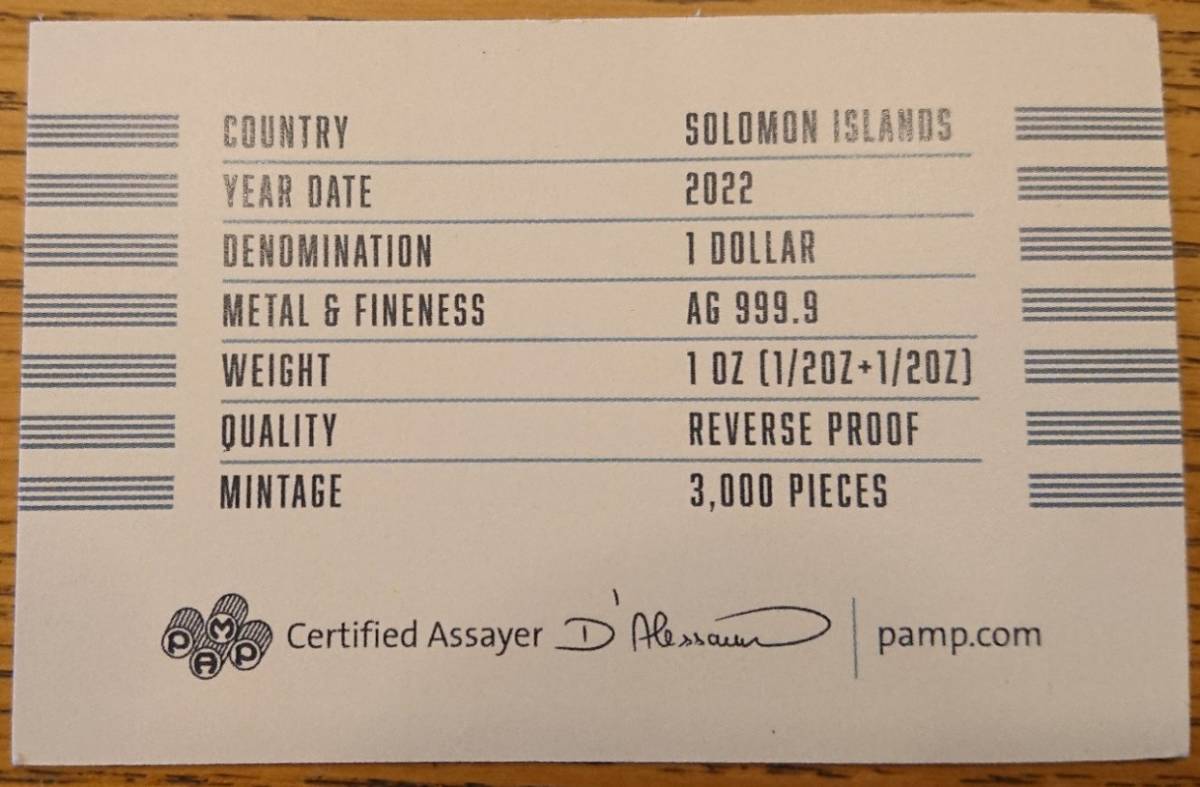 COUNTRY SOLOMON ISLANDS
YEAR DATE 2022
DENOMINATION 1 DOLLAR
METAL & FINENESS AG 999.9
WEIGHT 1 OZ (1/2OZ+1/2OZ)
QUALITY REVERSE PROOF
MINTAGE 3,000 PIECES
PAMP Certified Assayer D'Alessandro pamp.com